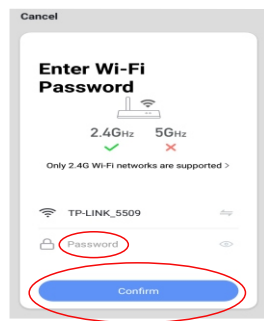 Cancel
Enter Wi-Fi
Password
2.4GHz 5GHz
Only 2.4G Wi-Fi networks are supported >
TP-LINK_5509
Password
Confirm